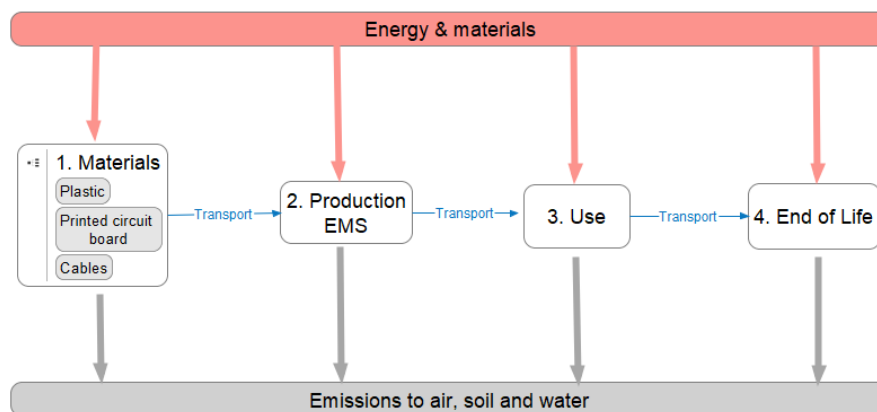 Energy & materials
1. Materials
Plastic
Printed circuit
board
Cables
Transport
2. Production
EMS
Transport
3. Use
Transport
4. End of Life
Emissions to air, soil and water